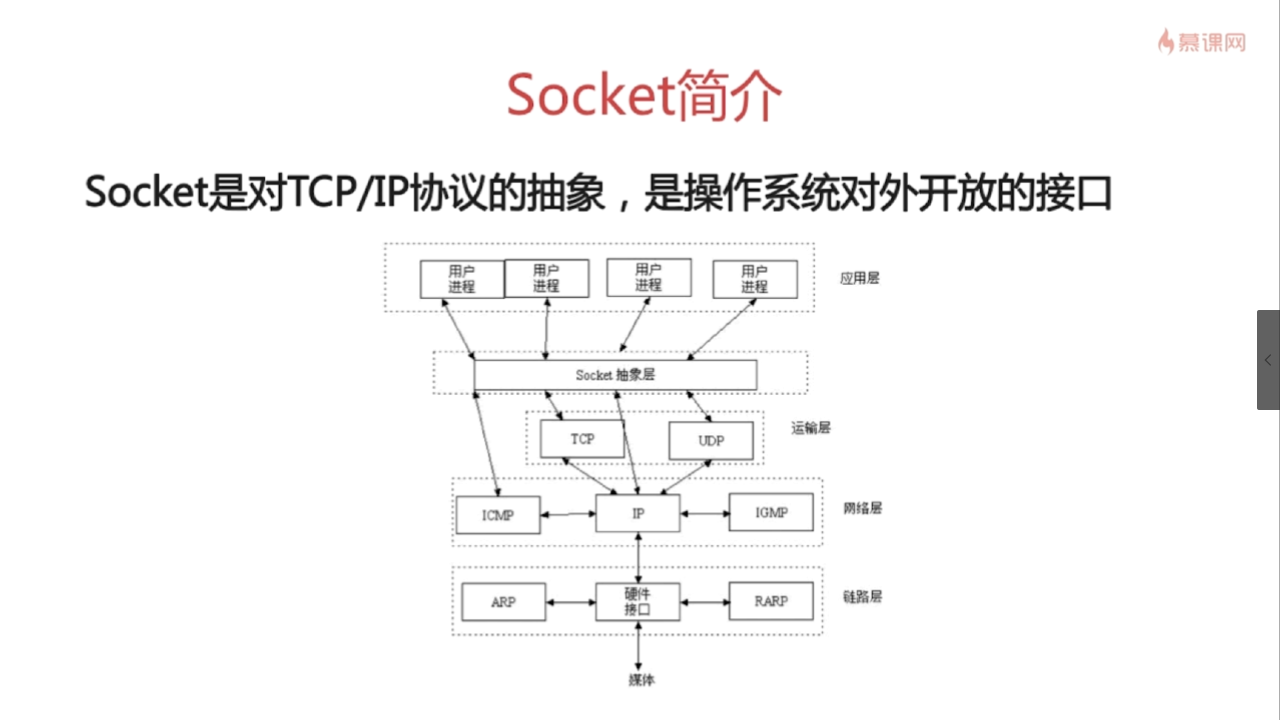 慕课网
Socket简介
Socket是对TCP/IP协议的抽象，是操作系统对外开放的接口
用户
进程
用户
进程
用户
进程
用户
进程
应用层
Socket 抽象层
TCP
UDP
运输层
ICMP
IP
IGMP
网络层
ARP
硬件
接口
RARP
链路层
媒体